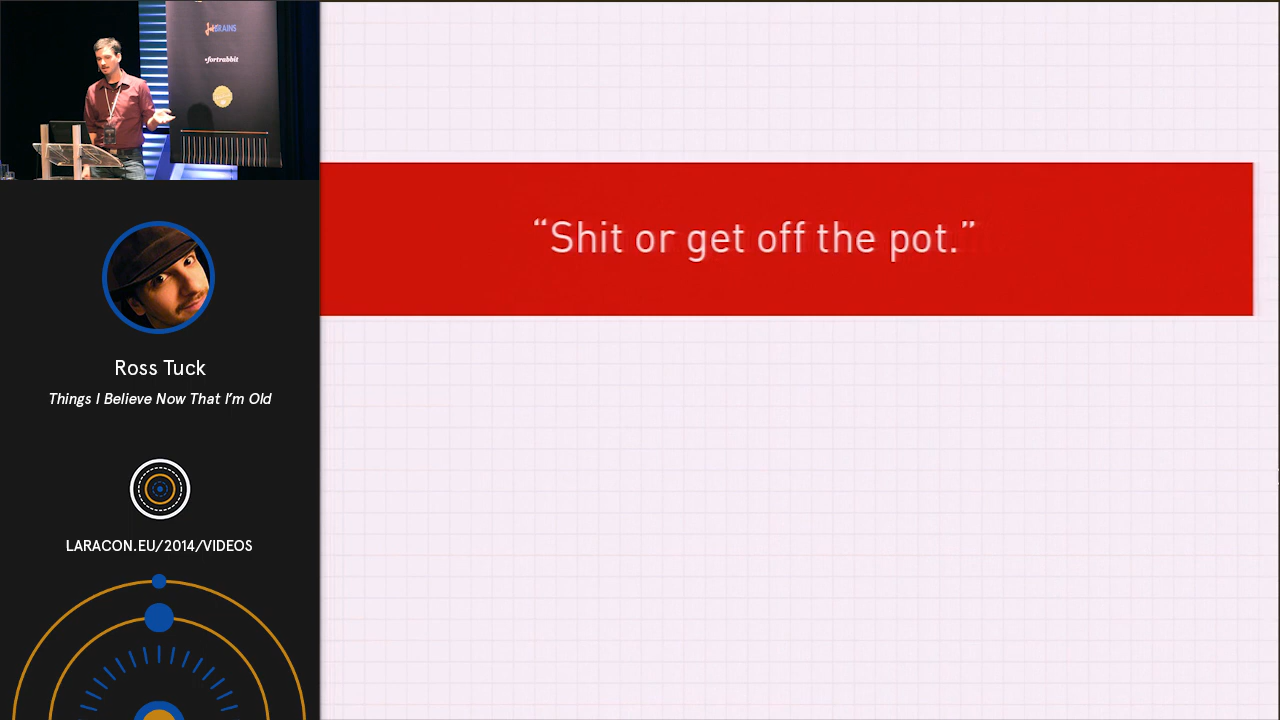 fortrabbit
“Shit or get off the pot.”
Ross Tuck
Things I Believe Now That I’m Old
LARACON.EU/2014/VIDEOS